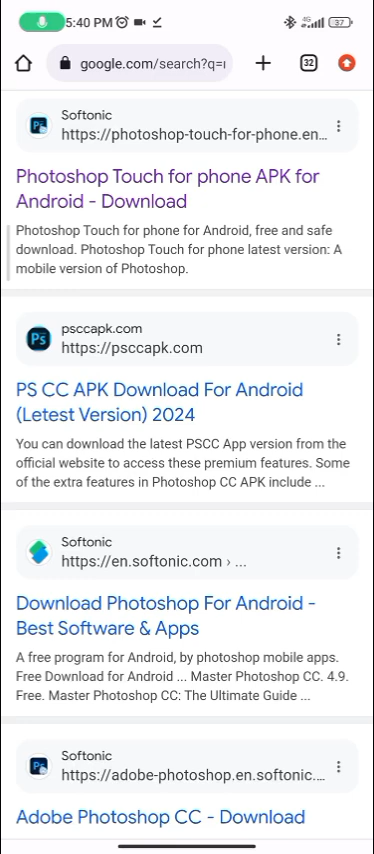 5:40 PM 4G 37
google.com/search?q= 32
Softonic
https://photoshop-touch-for-phone.en...
Photoshop Touch for phone APK for
Android - Download
Photoshop Touch for phone for Android, free and safe
download. Photoshop Touch for phone latest version: A
mobile version of Photoshop.
psccapk.com
https://psccapk.com
PS CC APK Download For Android
(Letest Version) 2024
You can download the latest PSCC App version from the
official website to access these premium features. Some
of the extra features in Photoshop CC APK include ...
Softonic
https://en.softonic.com › ...
Download Photoshop For Android -
Best Software & Apps
A free program for Android, by photoshop mobile apps.
Free Download for Android ... Master Photoshop CC. 4.9.
Free. Master Photoshop CC: The Ultimate Guide ...
Softonic
https://adobe-photoshop.en.softonic....
Adobe Photoshop CC - Download